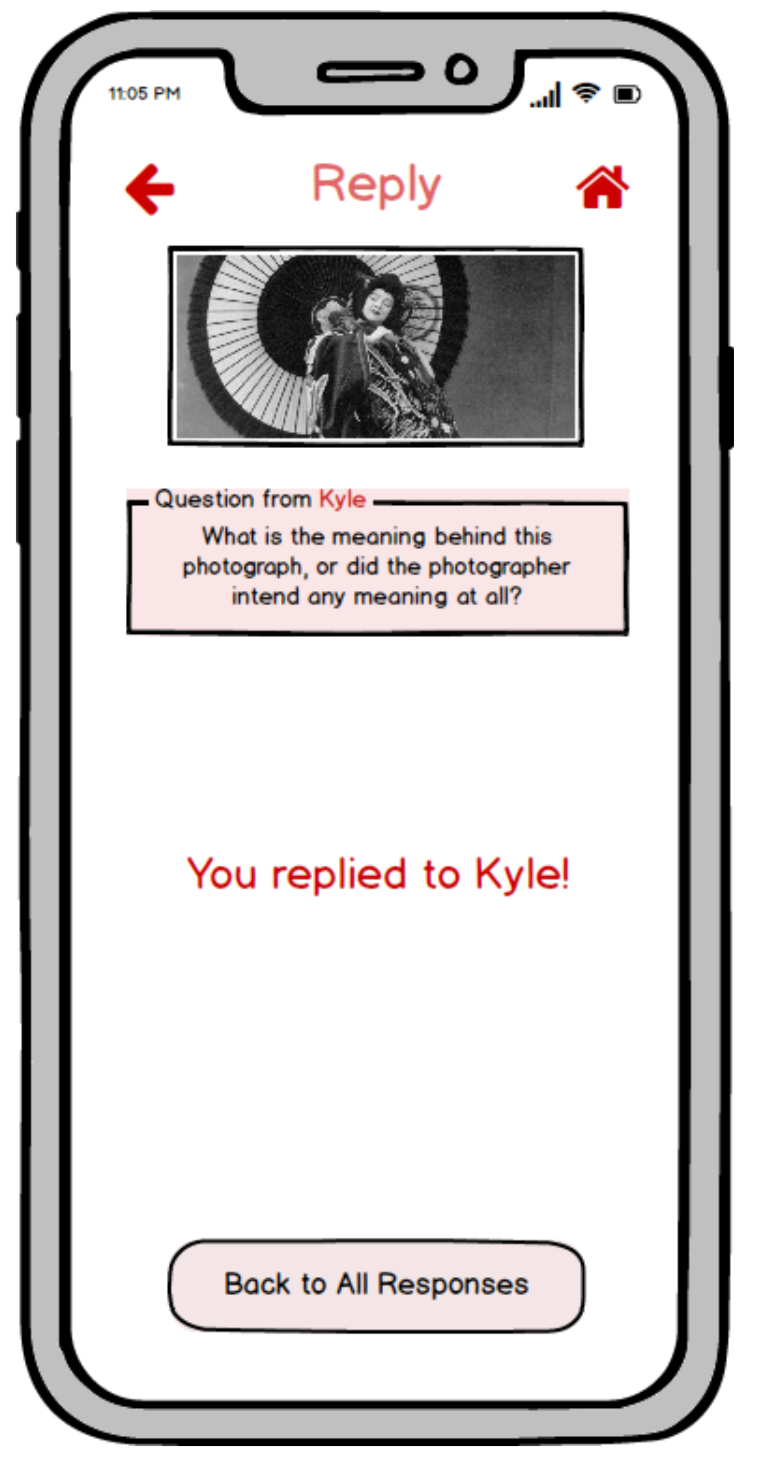 11:05 PM
Reply
Question from Kyle
What is the meaning behind this
photograph, or did the photographer
intend any meaning at all?
You replied to Kyle!
Back to All Responses